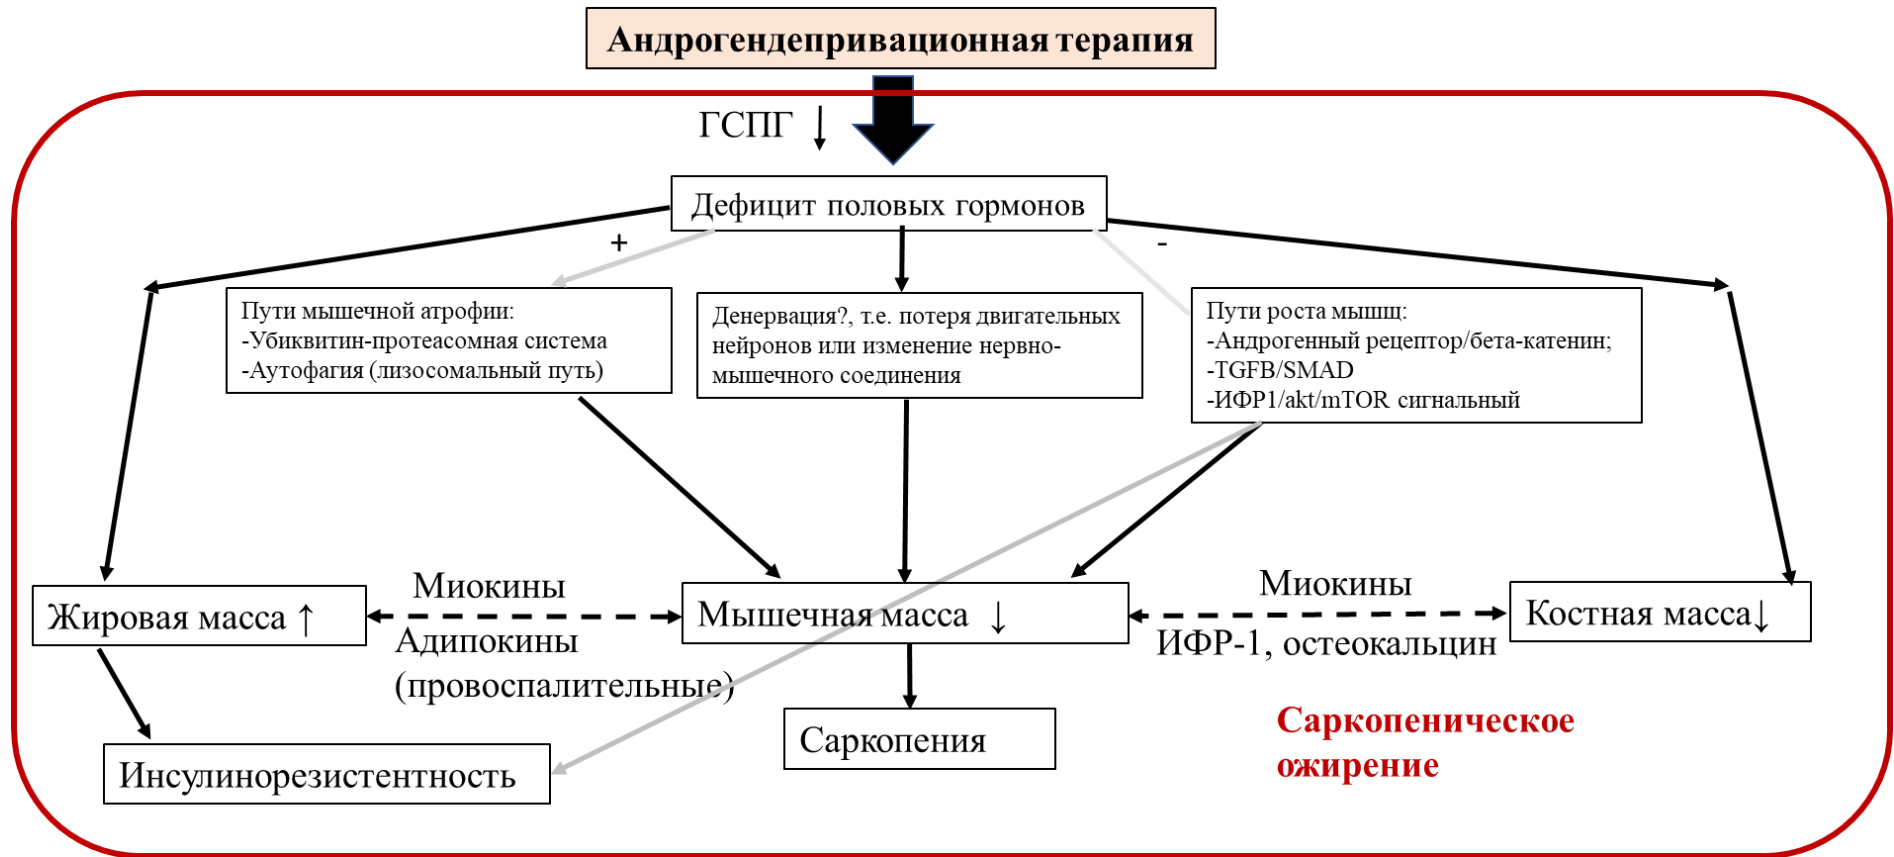 Андрогендепривационная терапия
ГСПГ ↓
Дефицит половых гормонов
+
-
Пути мышечной атрофии:
-Убиквитин-протеасомная система
-Аутофагия (лизосомальный путь)
Денервация?, т.е. потеря двигательных
нейронов или изменение нервно-
мышечного соединения
Пути роста мышщ:
-Андрогенный рецептор/бета-катенин;
-TGFB/SMAD
-ИФР1/akt/mTOR сигнальный
Жировая масса ↑
Миокины
Адипокины
(провоспалительные)
Мышечная масса ↓
Миокины
ИФР-1, остеокальцин
Костная масса↓
Инсулинорезистентность
Саркопения
Саркопеническое
ожирение